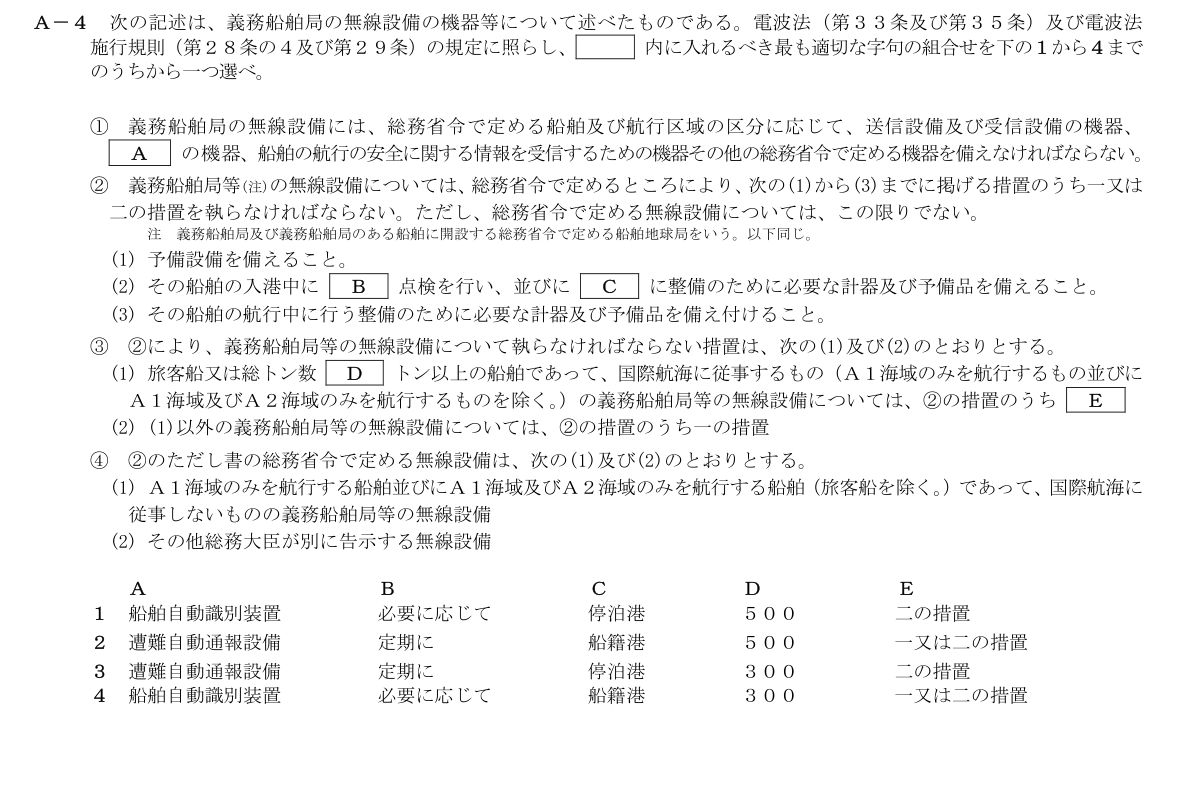 Ａ－４　次の記述は、義務船舶局の無線設備の機器等について述べたものである。電波法（第３３条及び第３５条）及び電波法
施行規則（第２８条の４及び第２９条）の規定に照らし、　　　内に入れるべき最も適切な字句の組合せを下の１から４まで
のうちから一つ選べ。
①　義務船舶局の無線設備には、総務省令で定める船舶及び航行区域の区分に応じて、送信設備及び受信設備の機器、
Ａ の機器、船舶の航行の安全に関する情報を受信するための機器その他の総務省令で定める機器を備えなければならない。
②　義務船舶局等(注)の無線設備については、総務省令で定めるところにより、次の(1)から(3)までに掲げる措置のうち一又は
二の措置を執らなければならない。ただし、総務省令で定める無線設備については、この限りでない。
注　義務船舶局及び義務船舶局のある船舶に開設する総務省令で定める船舶地球局をいう。以下同じ。
(1) 予備設備を備えること。
(2) その船舶の入港中に Ｂ 点検を行い、並びに Ｃ に整備のために必要な計器及び予備品を備えること。
(3) その船舶の航行中に行う整備のために必要な計器及び予備品を備え付けること。
③　②により、義務船舶局等の無線設備について執らなければならない措置は、次の(1)及び(2)のとおりとする。
(1) 旅客船又は総トン数 Ｄ トン以上の船舶であって、国際航海に従事するもの（Ａ１海域のみを航行するもの並びに
Ａ１海域及びＡ２海域のみを航行するものを除く。）の義務船舶局等の無線設備については、②の措置のうち Ｅ
(2) (1)以外の義務船舶局等の無線設備については、②の措置のうち一の措置
④　②のただし書の総務省令で定める無線設備は、次の(1)及び(2)のとおりとする。
(1) Ａ１海域のみを航行する船舶並びにＡ１海域及びＡ２海域のみを航行する船舶（旅客船を除く。）であって、国際航海に
従事しないものの義務船舶局等の無線設備
(2) その他総務大臣が別に告示する無線設備
Ａ　Ｂ　Ｃ　Ｄ　Ｅ
１　船舶自動識別装置　必要に応じて　停泊港　５００　二の措置
２　遭難自動通報設備　定期に　船籍港　５００　一又は二の措置
３　遭難自動通報設備　定期に　停泊港　３００　二の措置
４　船舶自動識別装置　必要に応じて　船籍港　３００　一又は二の措置